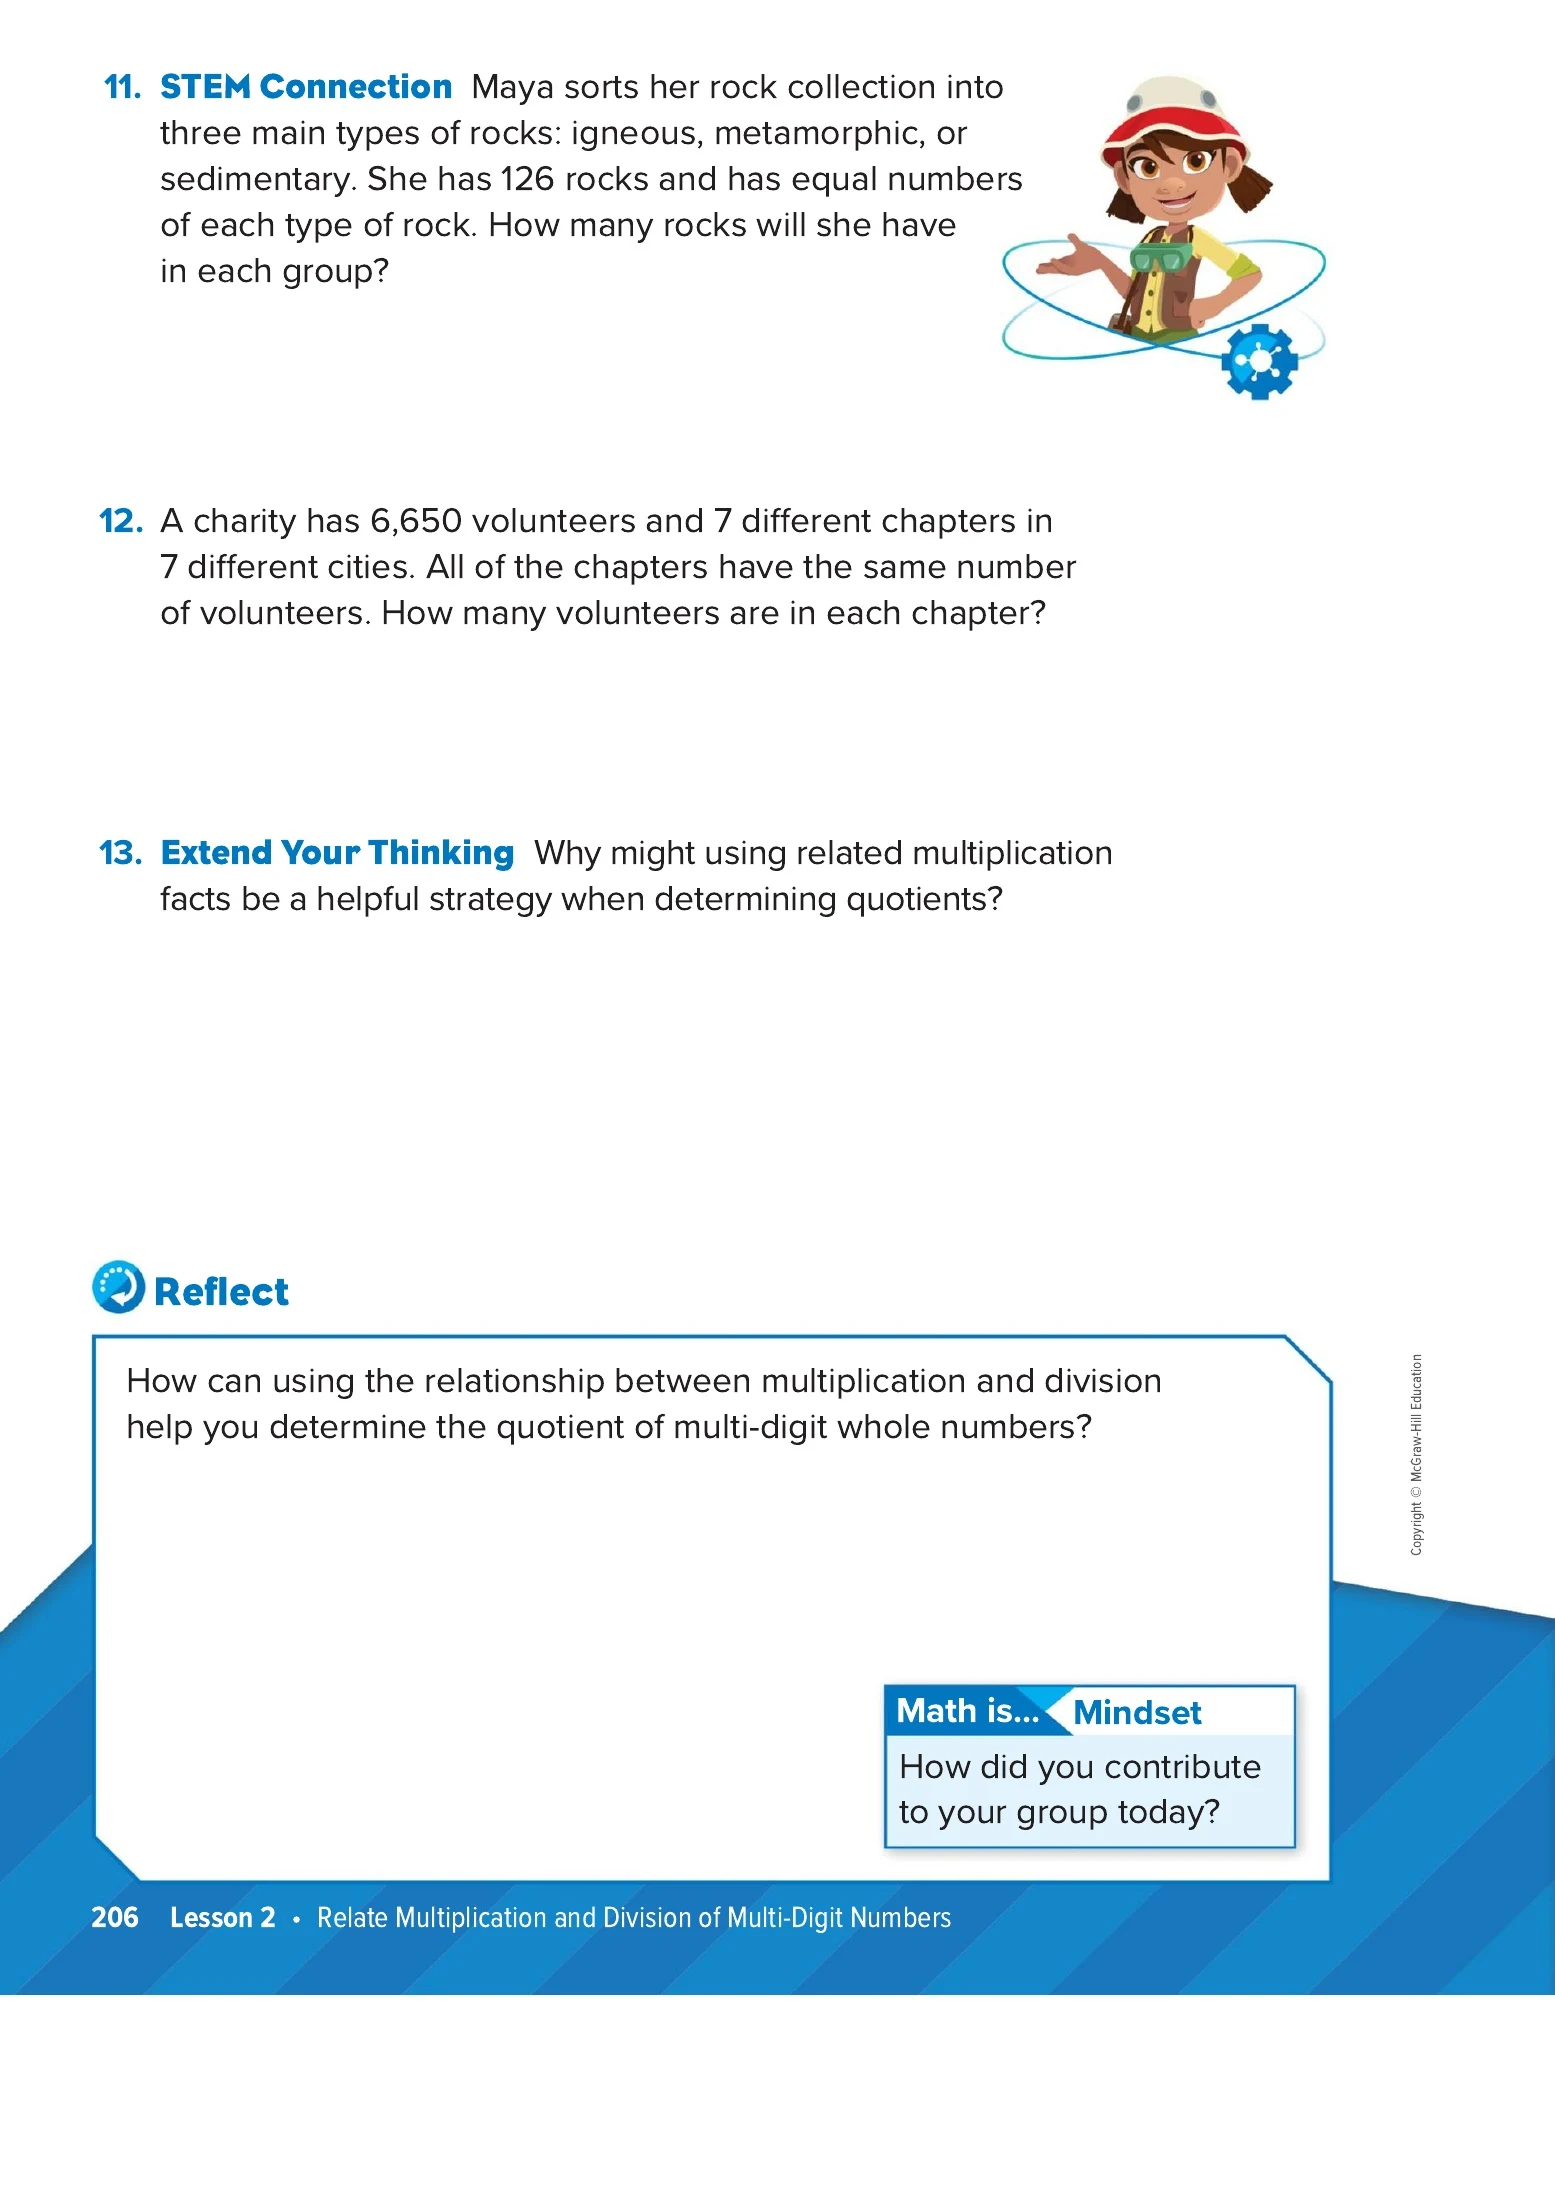 11. STEM Connection Maya sorts her rock collection into
three main types of rocks: igneous, metamorphic, or
sedimentary. She has 126 rocks and has equal numbers
of each type of rock. How many rocks will she have
in each group?
12. A charity has 6,650 volunteers and 7 different chapters in
7 different cities. All of the chapters have the same number
of volunteers. How many volunteers are in each chapter?
13. Extend Your Thinking Why might using related multiplication
facts be a helpful strategy when determining quotients?
Reflect
How can using the relationship between multiplication and division
help you determine the quotient of multi-digit whole numbers?
Math is... Mindset
How did you contribute
to your group today?
Copyright © McGraw-Hill Education
206 Lesson 2 • Relate Multiplication and Division of Multi-Digit Numbers